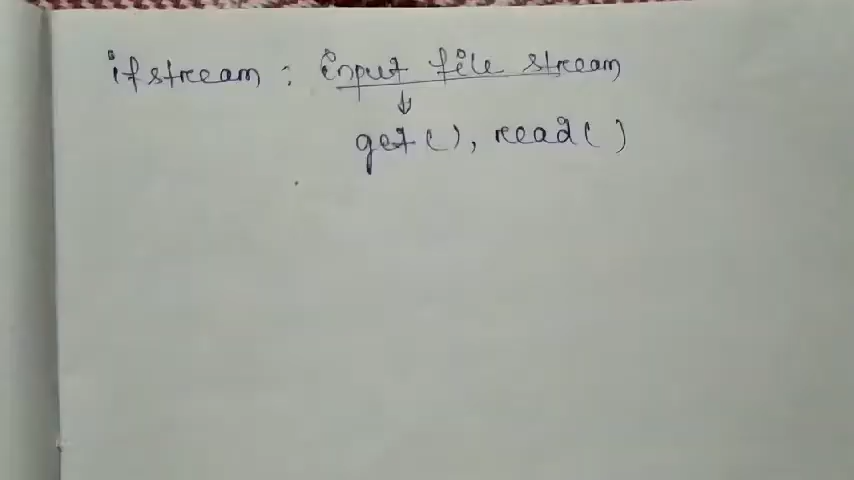 ifstream : input file stream
↓
get(), read()